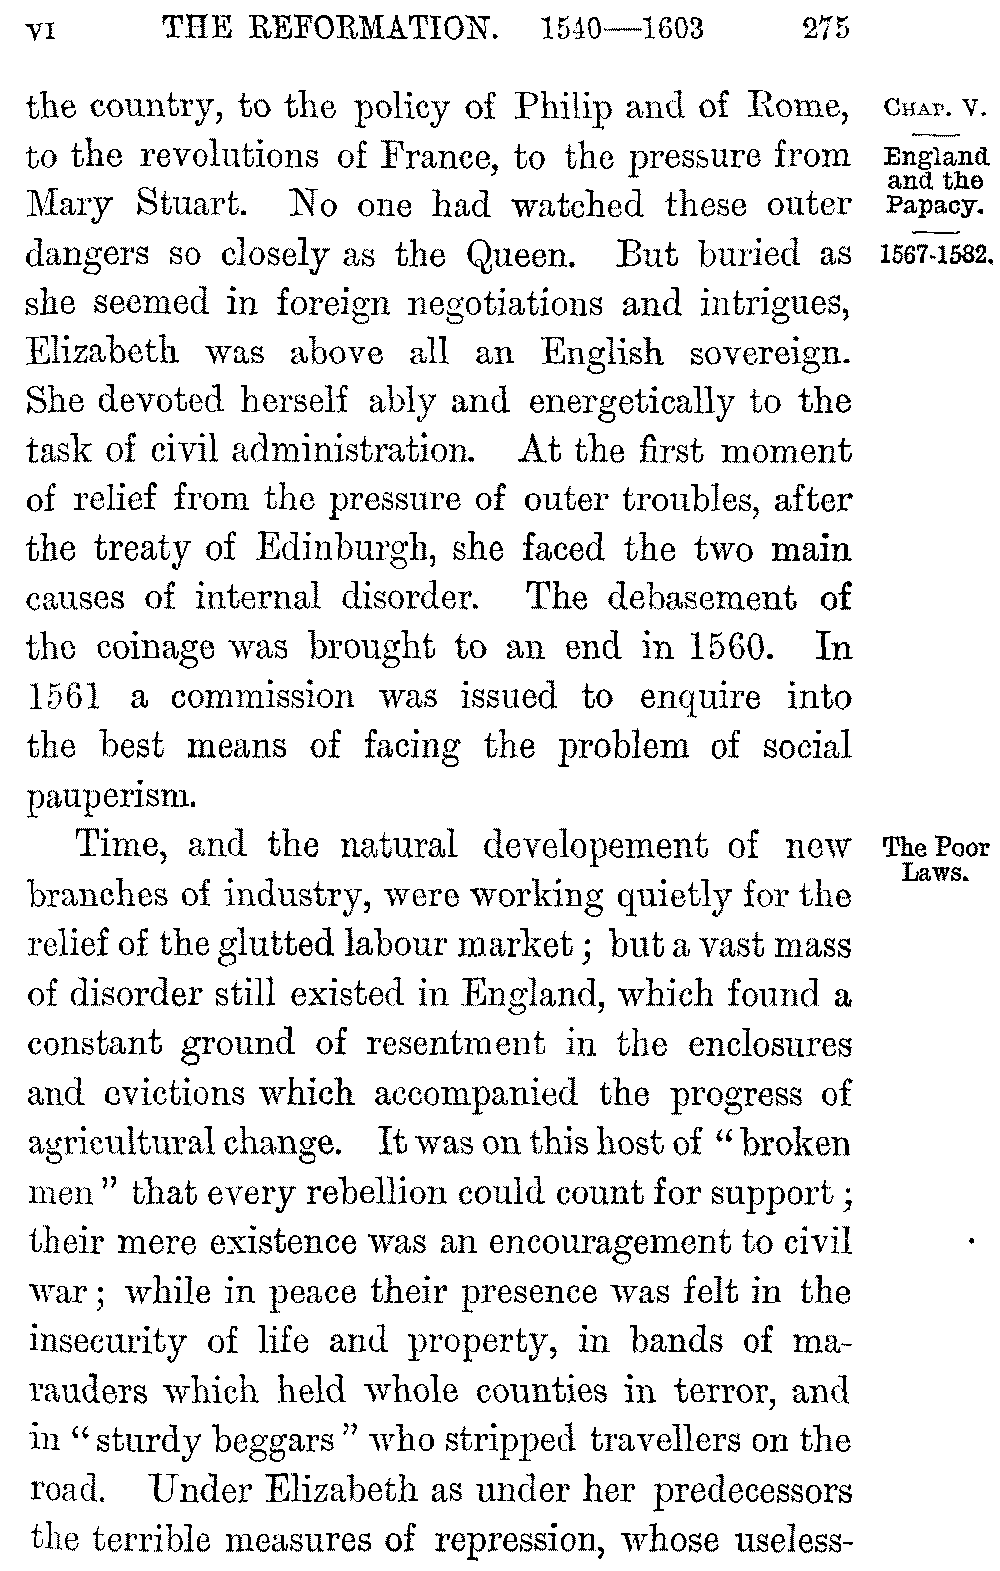 VI THE REFORMATION. 1540—1603 275
the country, to the policy of Philip and of Rome,
to the revolutions of France, to the pressure from
Mary Stuart. No one had watched these outer
dangers so closely as the Queen. But buried as
she seemed in foreign negotiations and intrigues,
Elizabeth was above all an English sovereign.
She devoted herself ably and energetically to the
task of civil administration. At the first moment
of relief from the pressure of outer troubles, after
the treaty of Edinburgh, she faced the two main
causes of internal disorder. The debasement of
the coinage was brought to an end in 1560. In
1561 a commission was issued to enquire into
the best means of facing the problem of social
pauperism.
Time, and the natural developement of new
branches of industry, were working quietly for the
relief of the glutted labour market; but a vast mass
of disorder still existed in England, which found a
constant ground of resentment in the enclosures
and evictions which accompanied the progress of
agricultural change. It was on this host of "broken
men" that every rebellion could count for support;
their mere existence was an encouragement to civil
war; while in peace their presence was felt in the
insecurity of life and property, in bands of ma-
rauders which held whole counties in terror, and
in "sturdy beggars" who stripped travellers on the
road. Under Elizabeth as under her predecessors
the terrible measures of repression, whose useless-
CHAP. V.
England
and the
Papacy.
1567-1582.
The Poor
Laws.